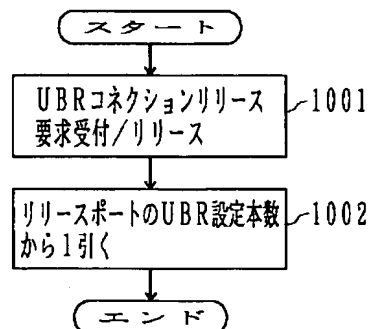 スタート
UBRコネクションリリース
要求受付/リリース
1001
リリースポートのUBR設定本数
から1引く
1002
エンド